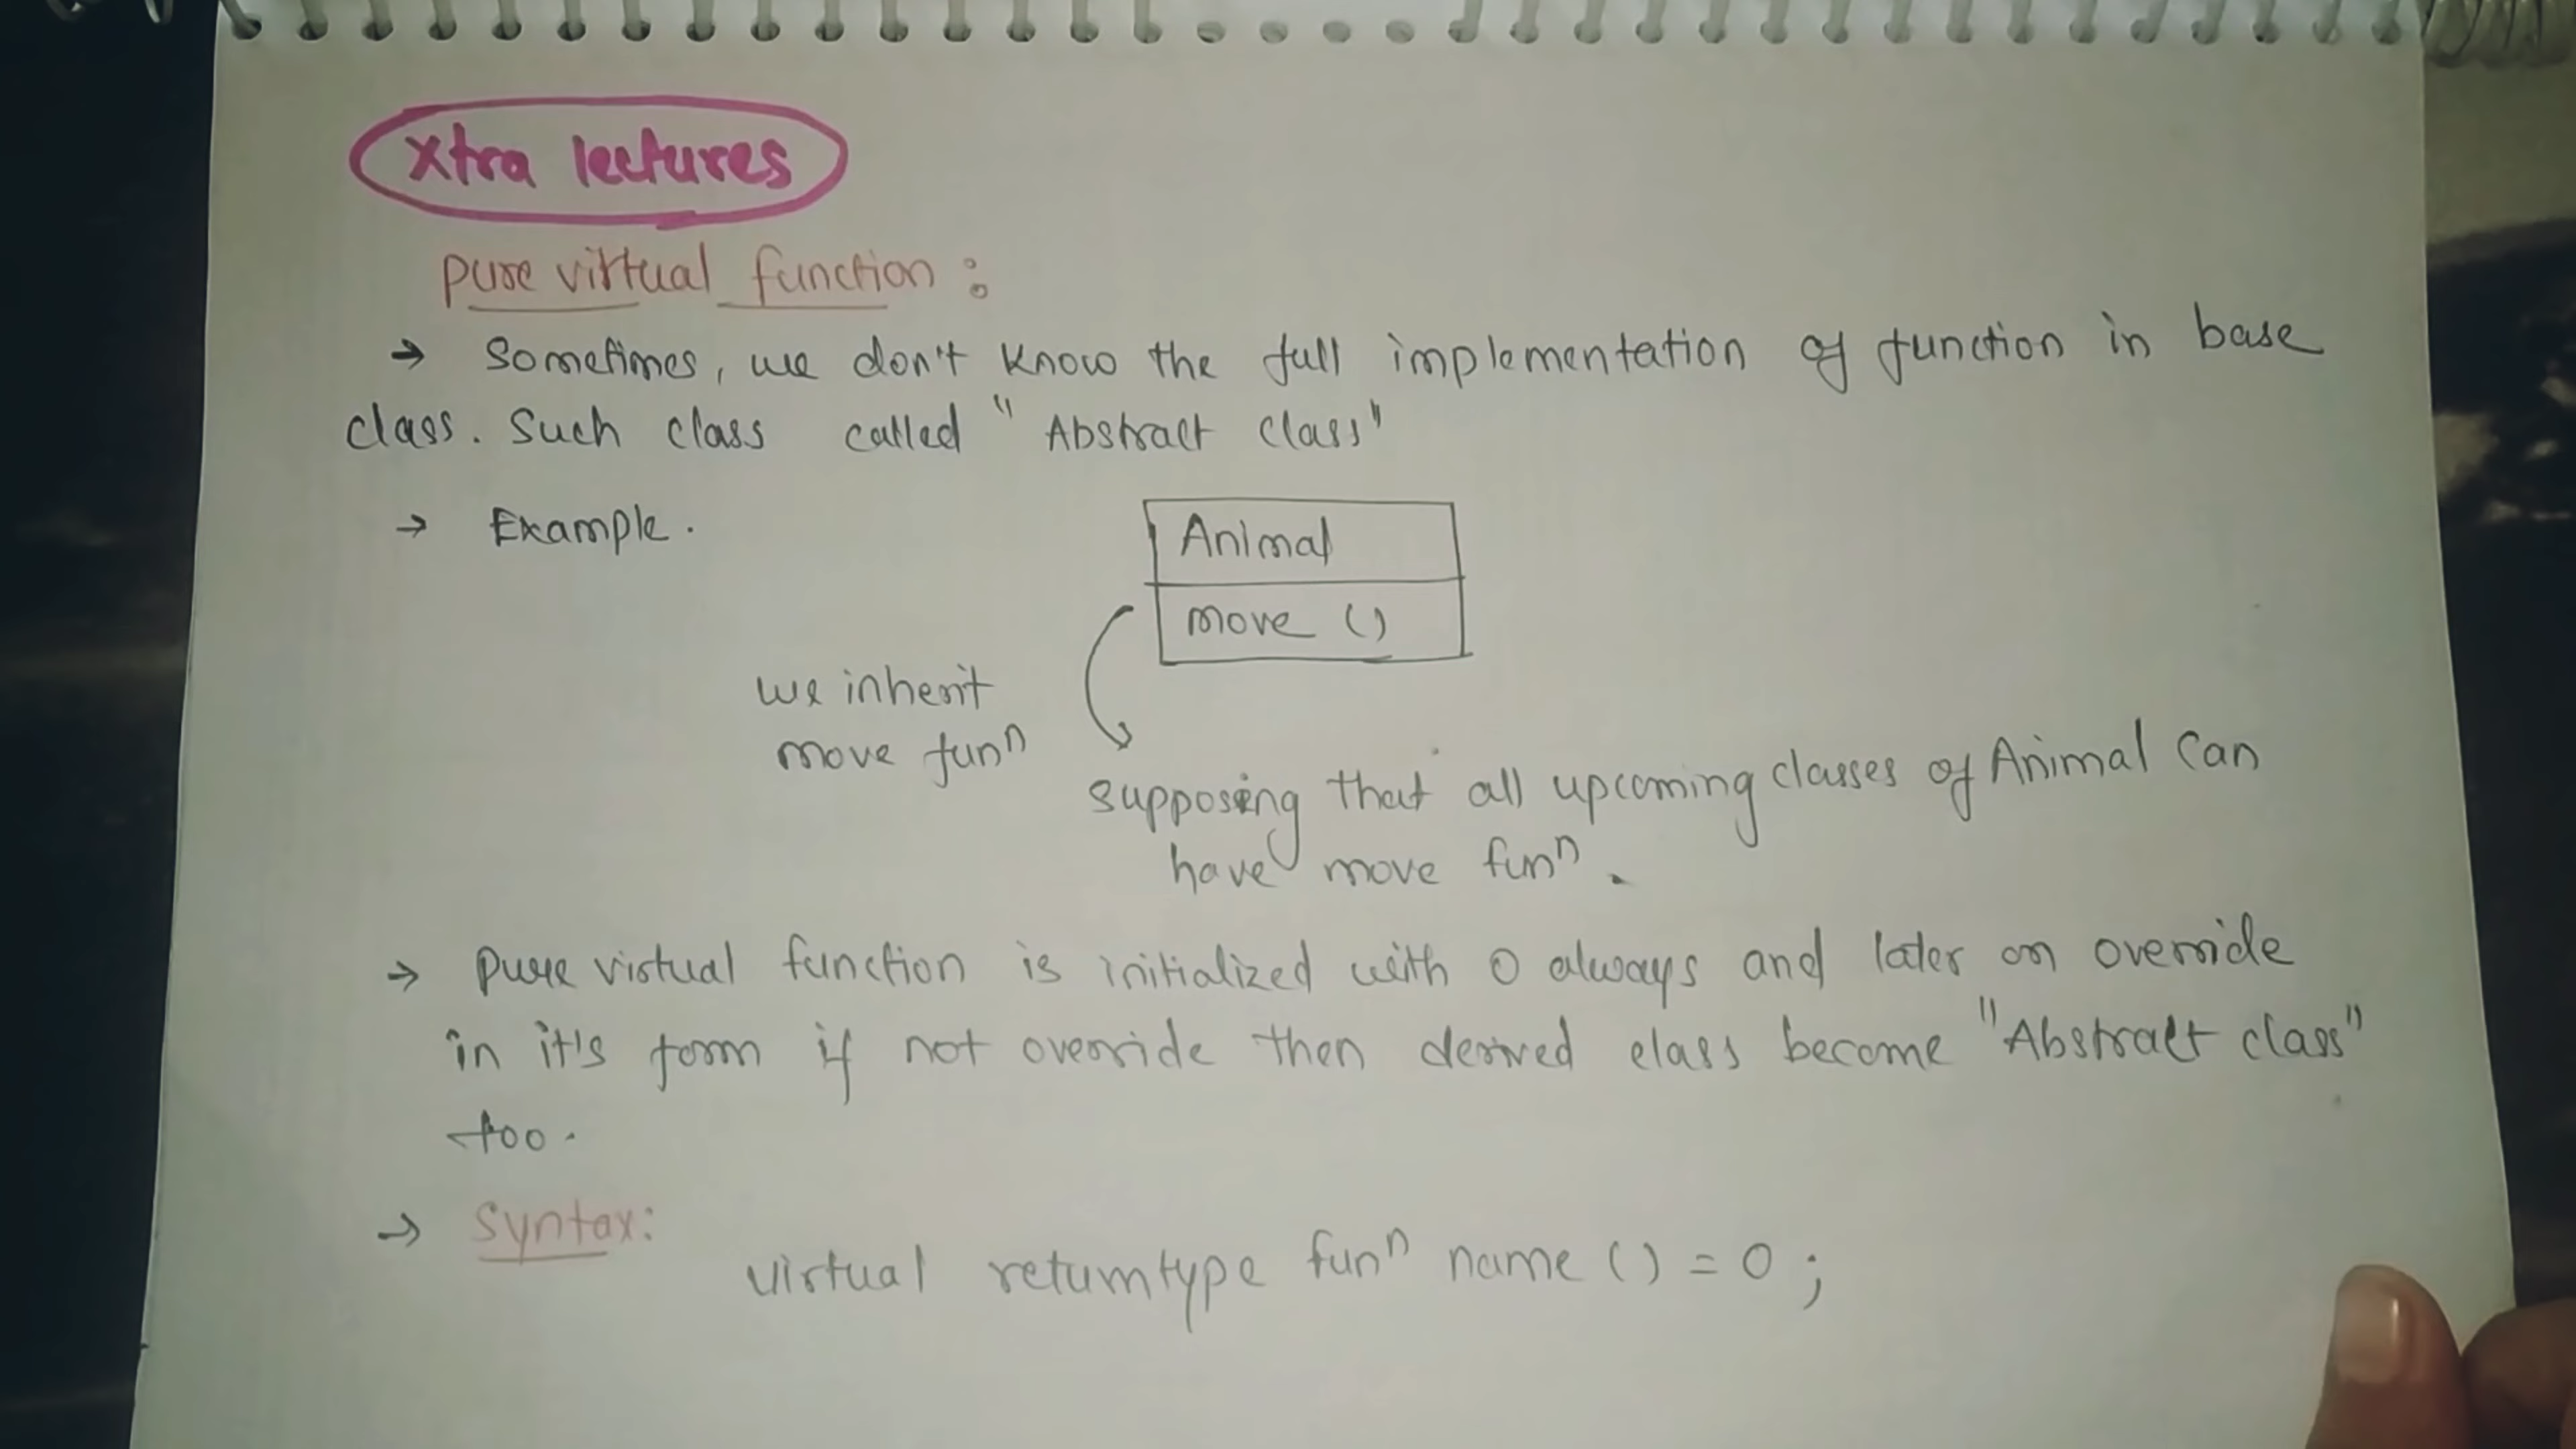 Xtra lectures
pure virtual function :
→ Sometimes, we don't know the full implementation of function in base
class. Such class called "Abstract class"
→ Example.
Animal
move ()
we inherit
move funⁿ
supposing that all upcoming classes of Animal Can
have move funⁿ.
→ pure virtual function is initialized with 0 always and later on override
in it's form if not override then derived class become "Abstract class"
too.
→ Syntax:
virtual returntype funⁿ name () = 0 ;